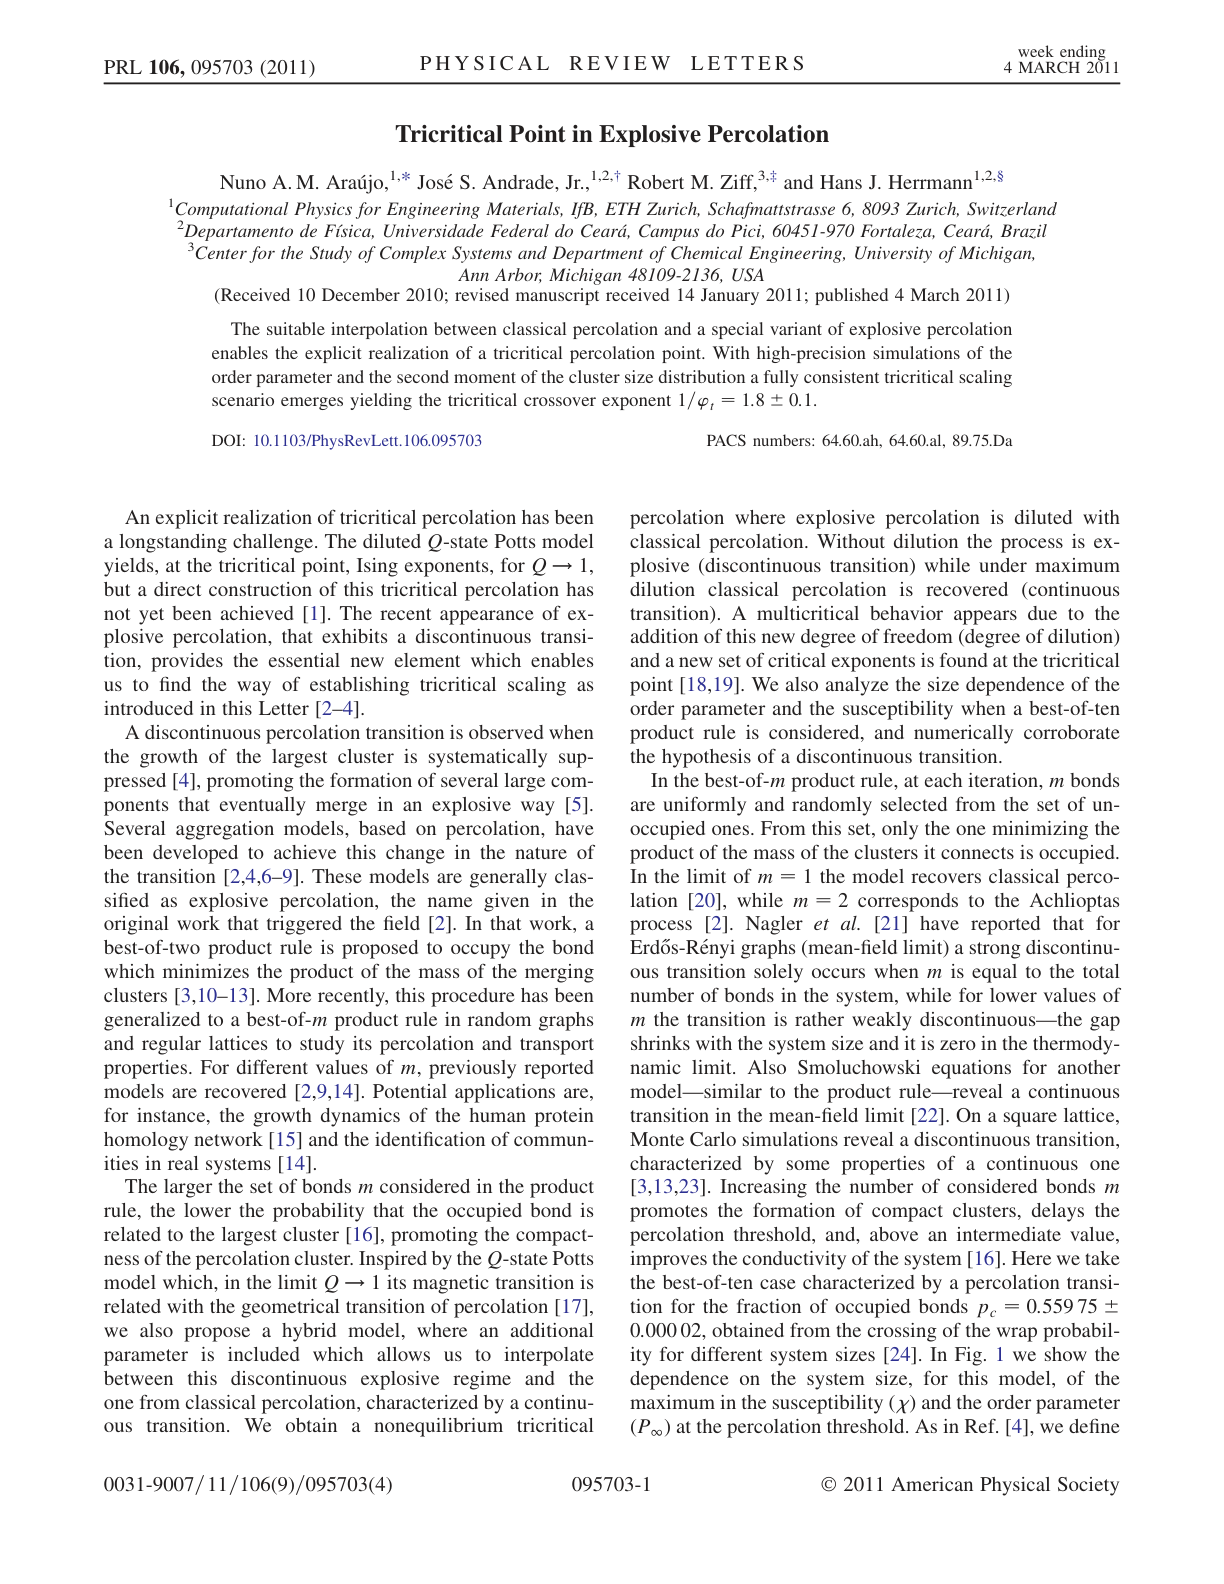 PRL 106, 095703 (2011)
PHYSICAL REVIEW LETTERS
week ending
4 MARCH 2011
Tricritical Point in Explosive Percolation
Nuno A. M. Araújo,1,* José S. Andrade, Jr.,1,2,† Robert M. Ziff,3,‡ and Hans J. Herrmann1,2,§
1Computational Physics for Engineering Materials, IfB, ETH Zurich, Schafmattstrasse 6, 8093 Zurich, Switzerland
2Departamento de Física, Universidade Federal do Ceará, Campus do Pici, 60451-970 Fortaleza, Ceará, Brazil
3Center for the Study of Complex Systems and Department of Chemical Engineering, University of Michigan,
Ann Arbor, Michigan 48109-2136, USA
(Received 10 December 2010; revised manuscript received 14 January 2011; published 4 March 2011)
The suitable interpolation between classical percolation and a special variant of explosive percolation
enables the explicit realization of a tricritical percolation point. With high-precision simulations of the
order parameter and the second moment of the cluster size distribution a fully consistent tricritical scaling
scenario emerges yielding the tricritical crossover exponent 1/φt = 1.8 ± 0.1.
DOI: 10.1103/PhysRevLett.106.095703
PACS numbers: 64.60.ah, 64.60.al, 89.75.Da
An explicit realization of tricritical percolation has been
a longstanding challenge. The diluted Q-state Potts model
yields, at the tricritical point, Ising exponents, for Q → 1,
but a direct construction of this tricritical percolation has
not yet been achieved [1]. The recent appearance of ex-
plosive percolation, that exhibits a discontinuous transi-
tion, provides the essential new element which enables
us to find the way of establishing tricritical scaling as
introduced in this Letter [2–4].
A discontinuous percolation transition is observed when
the growth of the largest cluster is systematically sup-
pressed [4], promoting the formation of several large com-
ponents that eventually merge in an explosive way [5].
Several aggregation models, based on percolation, have
been developed to achieve this change in the nature of
the transition [2,4,6–9]. These models are generally clas-
sified as explosive percolation, the name given in the
original work that triggered the field [2]. In that work, a
best-of-two product rule is proposed to occupy the bond
which minimizes the product of the mass of the merging
clusters [3,10–13]. More recently, this procedure has been
generalized to a best-of-m product rule in random graphs
and regular lattices to study its percolation and transport
properties. For different values of m, previously reported
models are recovered [2,9,14]. Potential applications are,
for instance, the growth dynamics of the human protein
homology network [15] and the identification of commun-
ities in real systems [14].
The larger the set of bonds m considered in the product
rule, the lower the probability that the occupied bond is
related to the largest cluster [16], promoting the compact-
ness of the percolation cluster. Inspired by the Q-state Potts
model which, in the limit Q → 1 its magnetic transition is
related with the geometrical transition of percolation [17],
we also propose a hybrid model, where an additional
parameter is included which allows us to interpolate
between this discontinuous explosive regime and the
one from classical percolation, characterized by a continu-
ous transition. We obtain a nonequilibrium tricritical
percolation where explosive percolation is diluted with
classical percolation. Without dilution the process is ex-
plosive (discontinuous transition) while under maximum
dilution classical percolation is recovered (continuous
transition). A multicritical behavior appears due to the
addition of this new degree of freedom (degree of dilution)
and a new set of critical exponents is found at the tricritical
point [18,19]. We also analyze the size dependence of the
order parameter and the susceptibility when a best-of-ten
product rule is considered, and numerically corroborate
the hypothesis of a discontinuous transition.
In the best-of-m product rule, at each iteration, m bonds
are uniformly and randomly selected from the set of un-
occupied ones. From this set, only the one minimizing the
product of the mass of the clusters it connects is occupied.
In the limit of m = 1 the model recovers classical perco-
lation [20], while m = 2 corresponds to the Achlioptas
process [2]. Nagler et al. [21] have reported that for
Erdős-Rényi graphs (mean-field limit) a strong discontinu-
ous transition solely occurs when m is equal to the total
number of bonds in the system, while for lower values of
m the transition is rather weakly discontinuous—the gap
shrinks with the system size and it is zero in the thermody-
namic limit. Also Smoluchowski equations for another
model—similar to the product rule—reveal a continuous
transition in the mean-field limit [22]. On a square lattice,
Monte Carlo simulations reveal a discontinuous transition,
characterized by some properties of a continuous one
[3,13,23]. Increasing the number of considered bonds m
promotes the formation of compact clusters, delays the
percolation threshold, and, above an intermediate value,
improves the conductivity of the system [16]. Here we take
the best-of-ten case characterized by a percolation transi-
tion for the fraction of occupied bonds pc = 0.559 75 ±
0.000 02, obtained from the crossing of the wrap probabil-
ity for different system sizes [24]. In Fig. 1 we show the
dependence on the system size, for this model, of the
maximum in the susceptibility (χ) and the order parameter
(P∞) at the percolation threshold. As in Ref. [4], we define
0031-9007/11/106(9)/095703(4)
095703-1
© 2011 American Physical Society